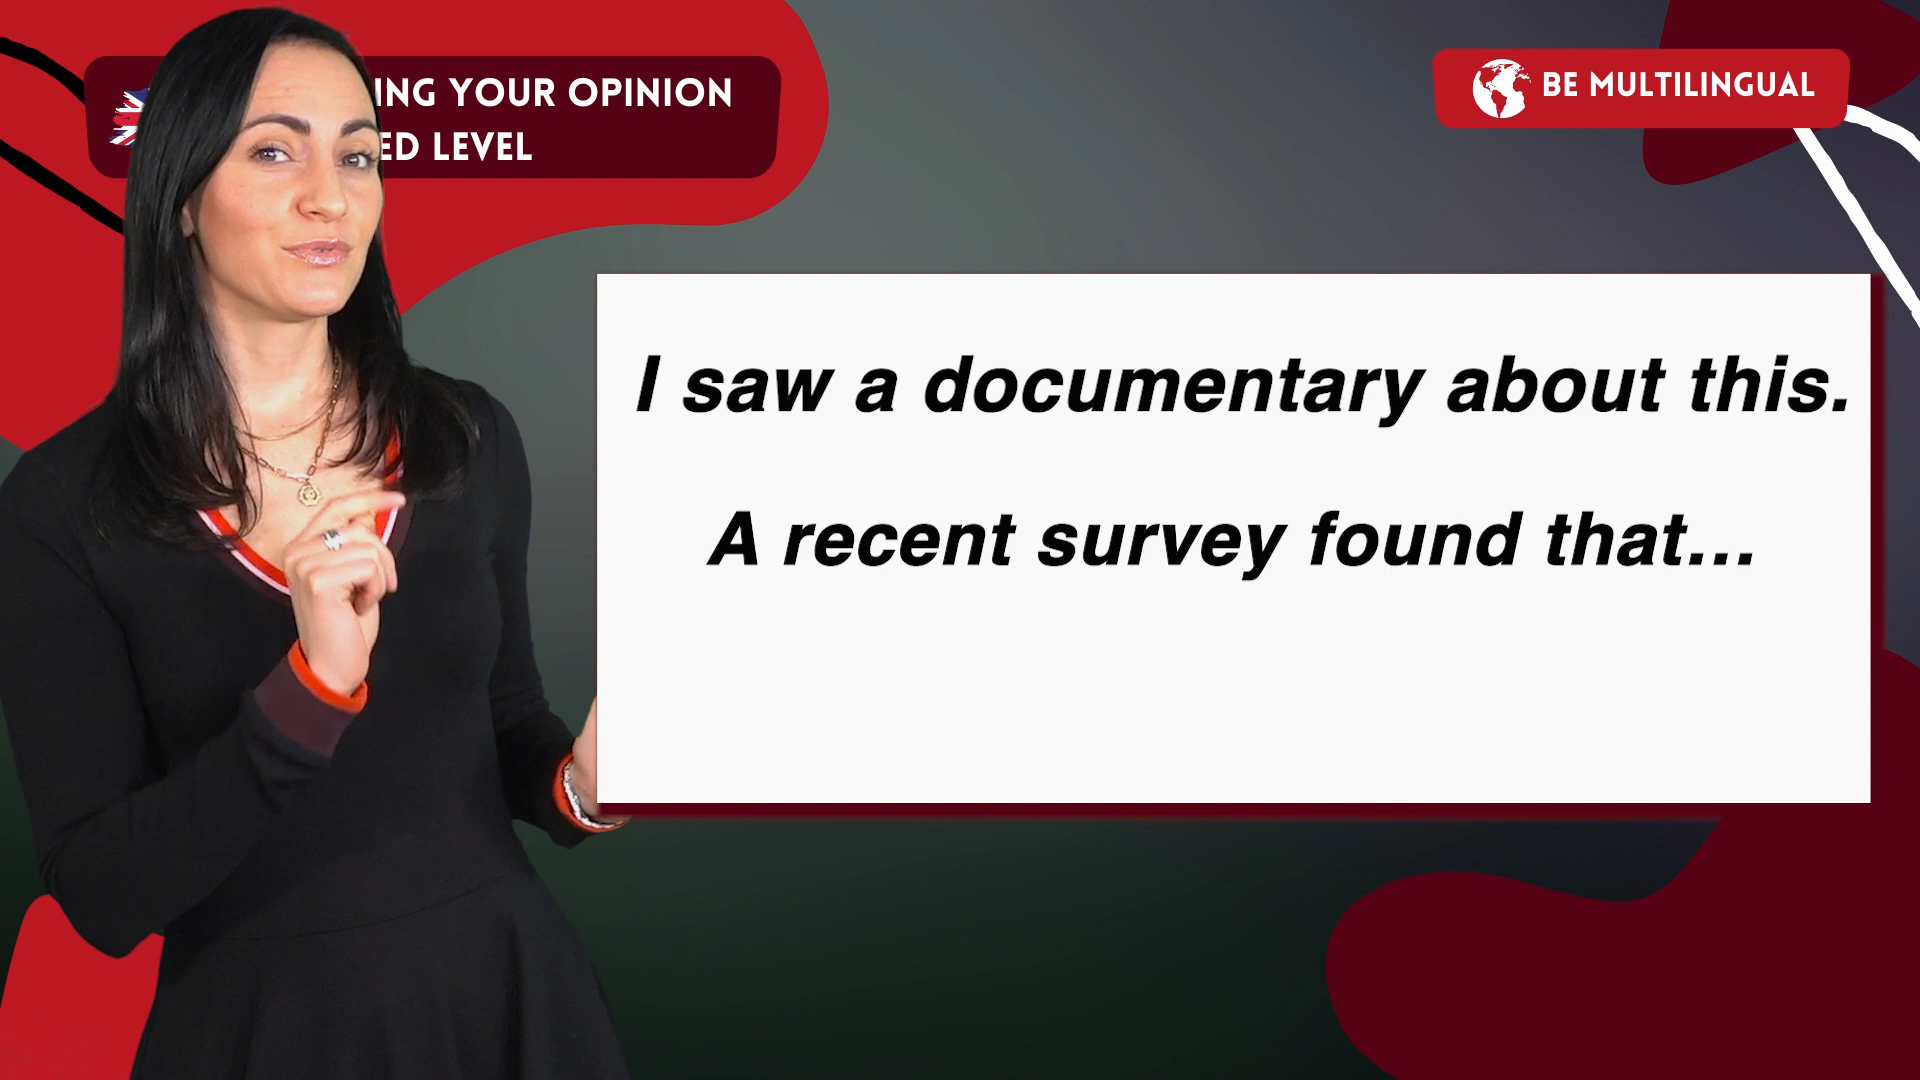 ING YOUR OPINION
ED LEVEL
BE MULTILINGUAL
I saw a documentary about this.
A recent survey found that...